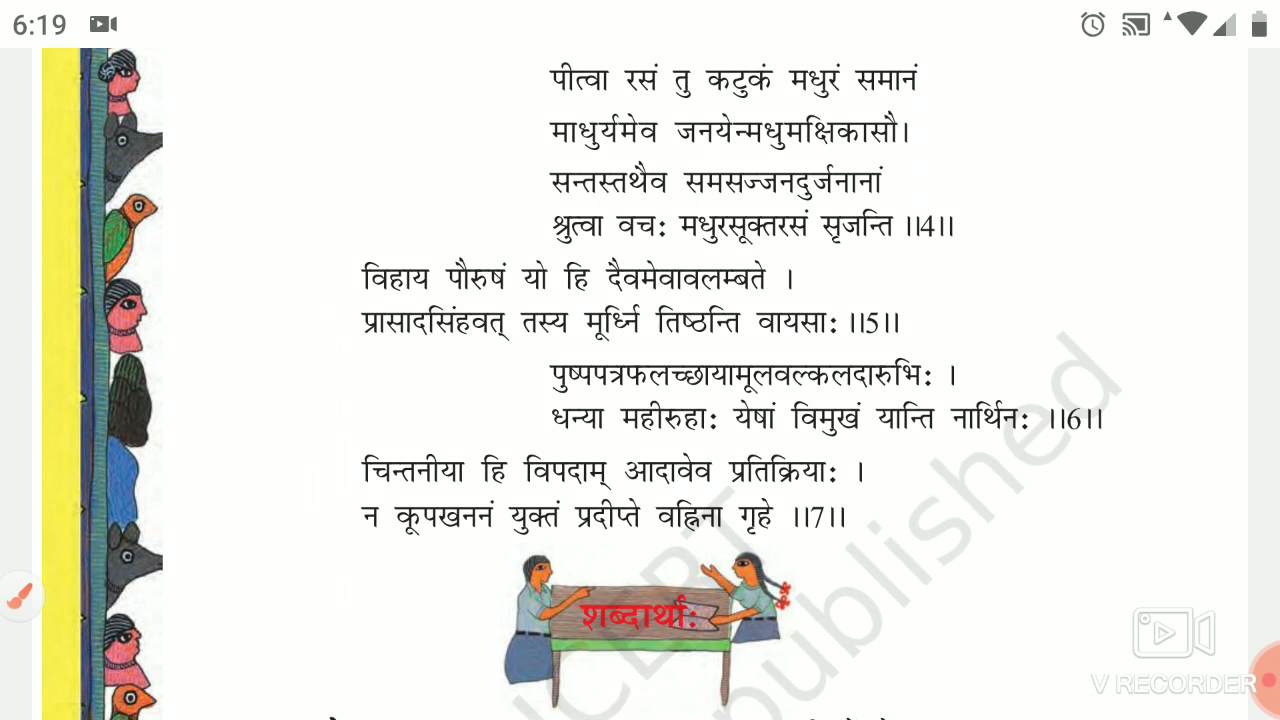 6:19
पीत्वा रसं तु कटुकं मधुरं समानं
माधुर्यमेव जनयेन्मधुमक्षिकासौ।
सन्तस्तथैव समसज्जनदुर्जनानां
श्रुत्वा वचः मधुरसूक्तरसं सृजन्ति ।।4।।
विहाय पौरुषं यो हि दैवमेवावलम्बते ।
प्रासादसिंहवत् तस्य मूर्ध्नि तिष्ठन्ति वायसाः ।।5।।
पुष्पपत्रफलच्छायामूलवल्कलदारुभिः ।
धन्या महीरुहाः येषां विमुखं यान्ति नार्थिनः ।।6।।
चिन्तनीया हि विपदाम् आदावेव प्रतिक्रियाः ।
न कूपखननं युक्तं प्रदीप्ते वह्निना गृहे ।।7।।
शब्दार्थाः
NCERT
published
V RECORDER